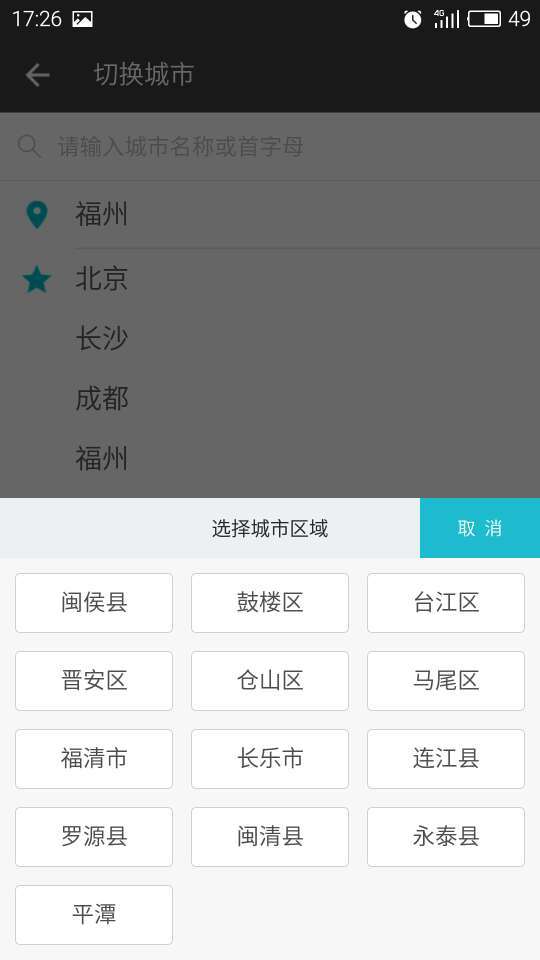 17:26 4G 49
切换城市
请输入城市名称或首字母
福州
北京
长沙
成都
福州
选择城市区域 取 消
闽侯县 鼓楼区 台江区
晋安区 仓山区 马尾区
福清市 长乐市 连江县
罗源县 闽清县 永泰县
平潭